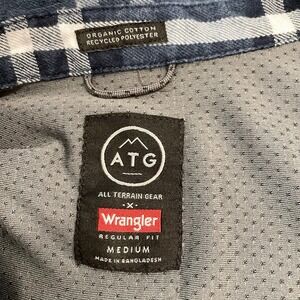 ORGANIC COTTON
RECYCLED POLYESTER
ATG
ALL TERRAIN GEAR
-X-
Wrangler
REGULAR FIT
MEDIUM
MADE IN BANGLADESH